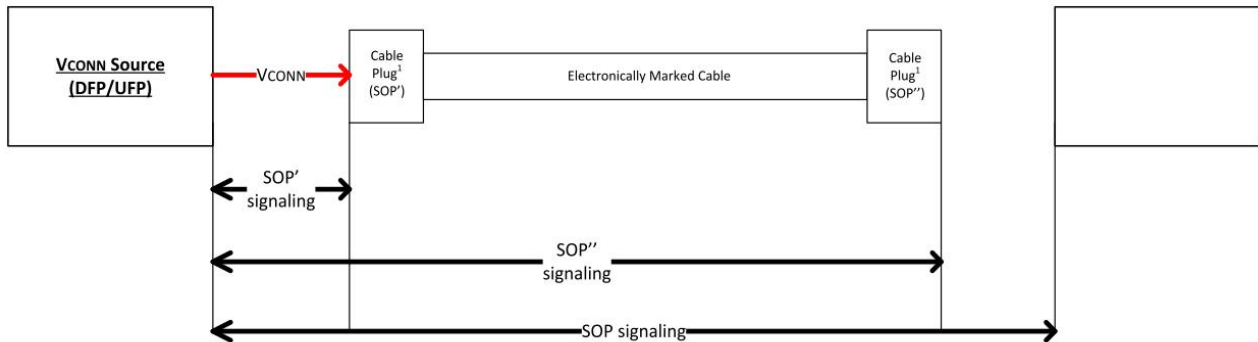 VCONN Source
(DFP/UFP)
VCONN
Cable
Plug¹
(SOP’)
Electronically Marked Cable
Cable
Plug¹
(SOP’’)
SOP’
signaling
SOP’’
signaling
SOP signaling